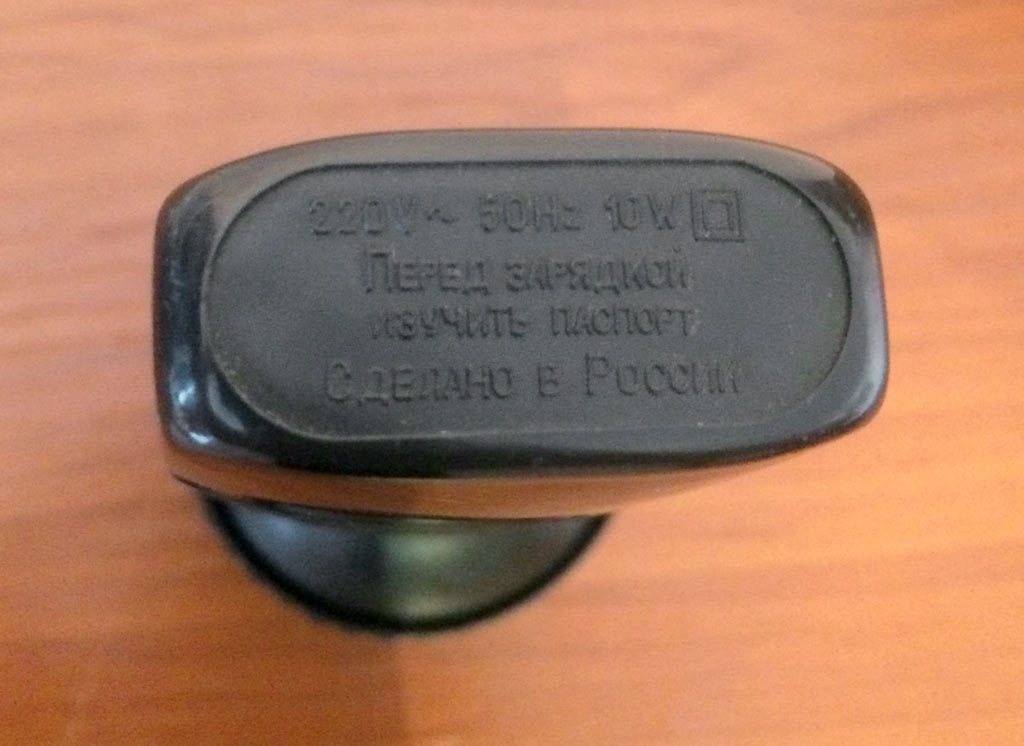 220V~ 50Hz 10W
Перед зарядкой
изучить паспорт
Сделано в России